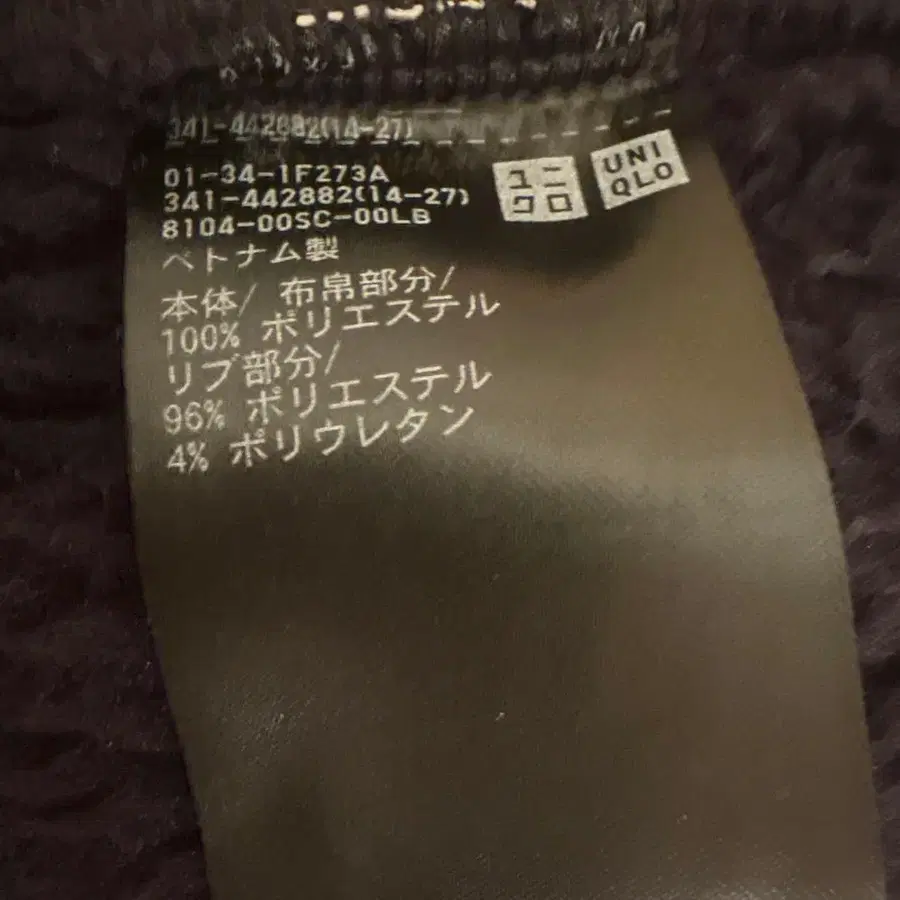 341-442882(14-27)
01-34-1F273A
341-442882(14-27)
8104-00SC-00LB
ユニ
クロ
UNI
QLO
ベトナム製
本体/ 布帛部分/
100% ポリエステル
リブ部分/
96% ポリエステル
4% ポリウレタン